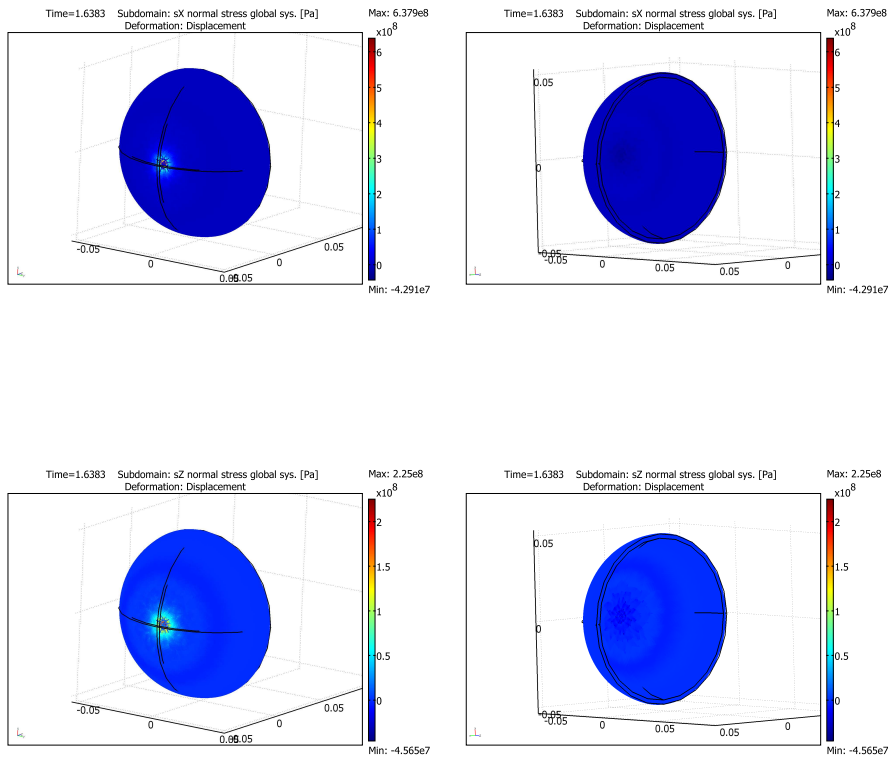 Time=1.6383 Subdomain: sX normal stress global sys. [Pa]
Deformation: Displacement
Max: 6.379e8
x10^8
6
5
4
3
2
1
0
Min: -4.291e7
-0.05
0
0.05
-0.05
0
0.05
Time=1.6383 Subdomain: sX normal stress global sys. [Pa]
Deformation: Displacement
Max: 6.379e8
x10^8
6
5
4
3
2
1
0
Min: -4.291e7
0.05
0
-0.05
-0.05
0
0.05
0
Time=1.6383 Subdomain: sZ normal stress global sys. [Pa]
Deformation: Displacement
Max: 2.25e8
x10^8
2
1.5
1
0.5
0
Min: -4.565e7
-0.05
0
0.05
-0.05
0
0.05
Time=1.6383 Subdomain: sZ normal stress global sys. [Pa]
Deformation: Displacement
Max: 2.25e8
x10^8
2
1.5
1
0.5
0
Min: -4.565e7
0.05
0
-0.05
-0.05
0
0.05
0